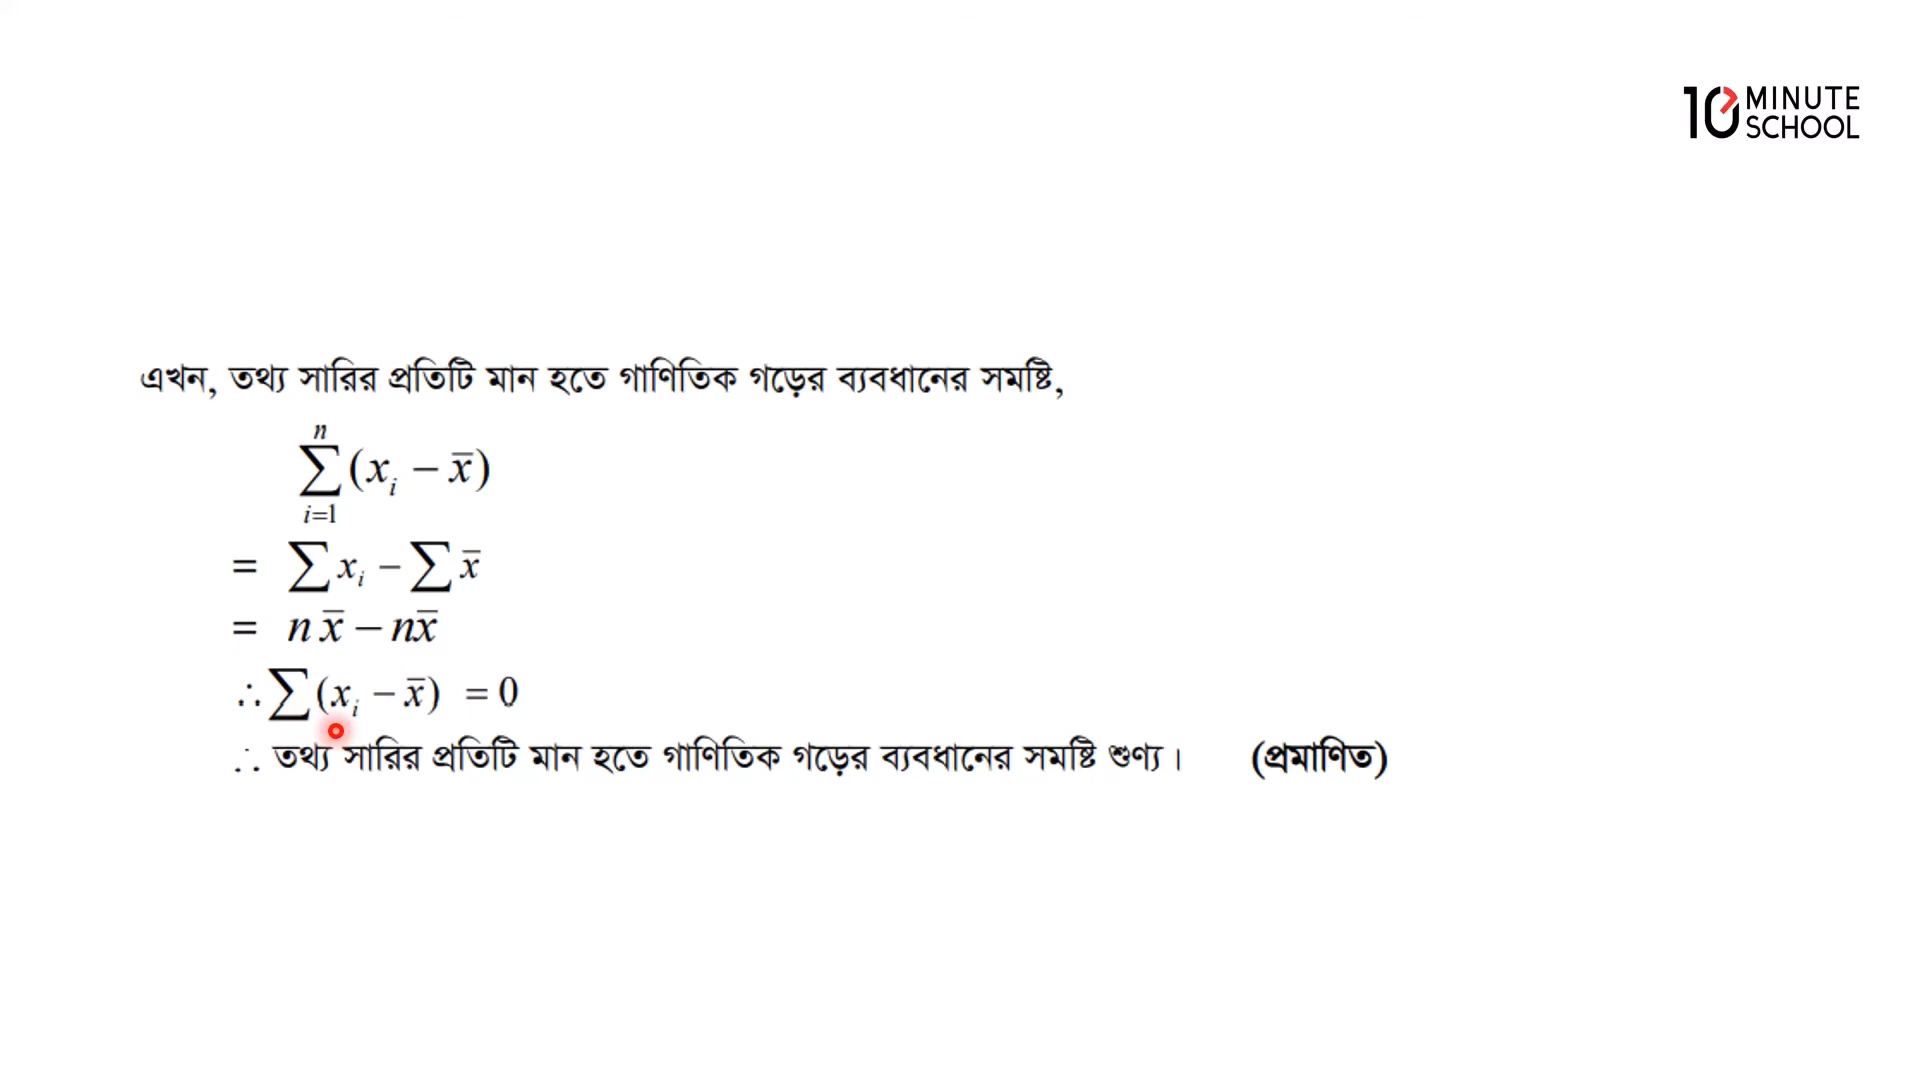 10 MINUTE
SCHOOL
এখন, তথ্য সারির প্রতিটি মান হতে গাণিতিক গড়ের ব্যবধানের সমষ্টি,
n
∑(xᵢ − x̄)
i=1
= ∑xᵢ − ∑x̄
= n x̄ − nx̄
∴ ∑(xᵢ − x̄) = 0
∴ তথ্য সারির প্রতিটি মান হতে গাণিতিক গড়ের ব্যবধানের সমষ্টি শুণ্য। (প্রমাণিত)